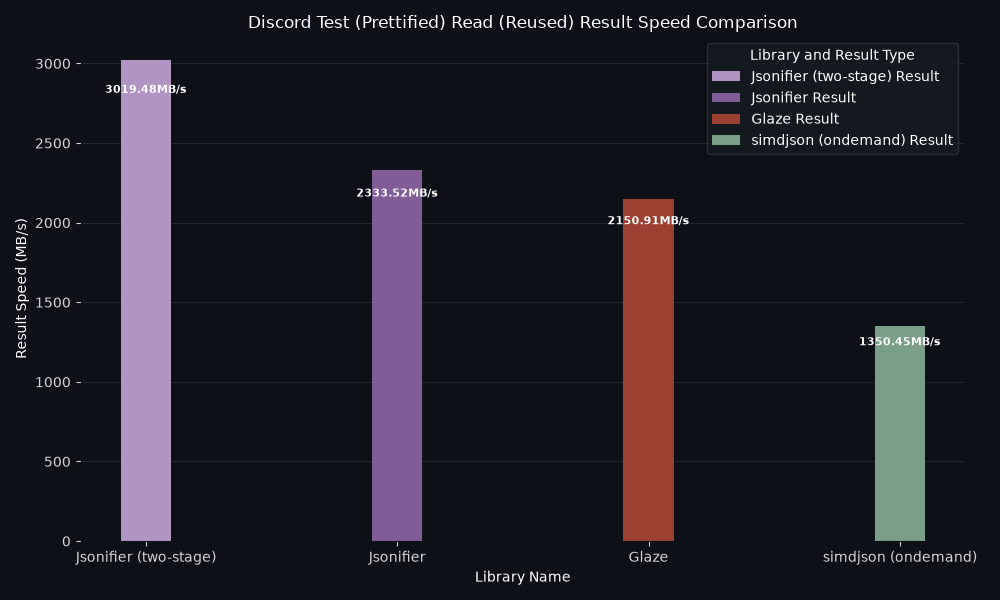 Discord Test (Prettified) Read (Reused) Result Speed Comparison
Library and Result Type
Jsonifier (two-stage) Result
Jsonifier Result
Glaze Result
simdjson (ondemand) Result
Result Speed (MB/s)
3000
2500
2000
1500
1000
500
0
3019.48MB/s
2333.52MB/s
2150.91MB/s
1350.45MB/s
Jsonifier (two-stage)
Jsonifier
Glaze
simdjson (ondemand)
Library Name